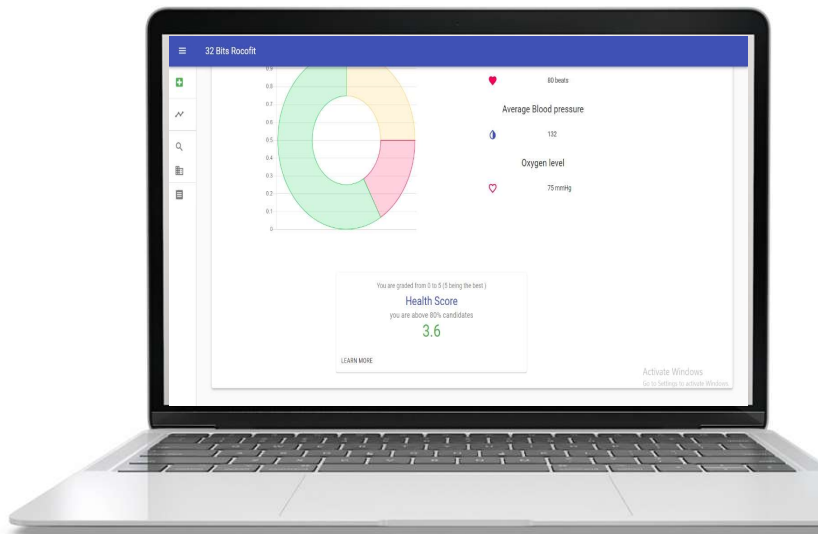 32 Bits Rocofit
0.9
0.8
0.7
0.6
0.5
0.4
0.3
0.2
0.1
0
80 beats
Average Blood pressure
132
Oxygen level
75 mmHg
You are graded from 0 to 5 (5 being the best )
Health Score
you are above 80% candidates
3.6
LEARN MORE
Activate Windows
Go to Settings to activate Windows.